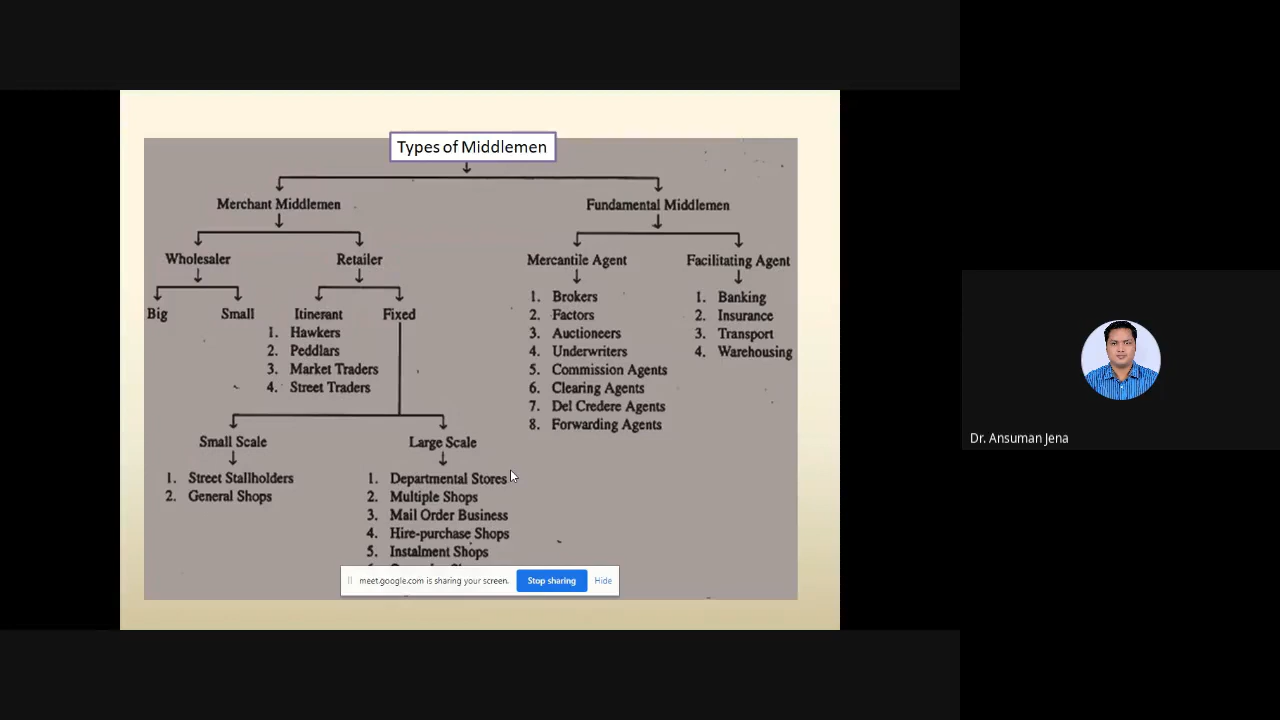 Types of Middlemen
Merchant Middlemen
Fundamental Middlemen
Wholesaler
Retailer
Mercantile Agent
Facilitating Agent
Big
Small
Itinerant
Fixed
1. Hawkers
2. Peddlars
3. Market Traders
4. Street Traders
1. Brokers
2. Factors
3. Auctioneers
4. Underwriters
5. Commission Agents
6. Clearing Agents
7. Del Credere Agents
8. Forwarding Agents
1. Banking
2. Insurance
3. Transport
4. Warehousing
Small Scale
Large Scale
1. Street Stallholders
2. General Shops
1. Departmental Stores
2. Multiple Shops
3. Mail Order Business
4. Hire-purchase Shops
5. Instalment Shops
meet.google.com is sharing your screen.
Stop sharing
Hide
Dr. Ansuman Jena